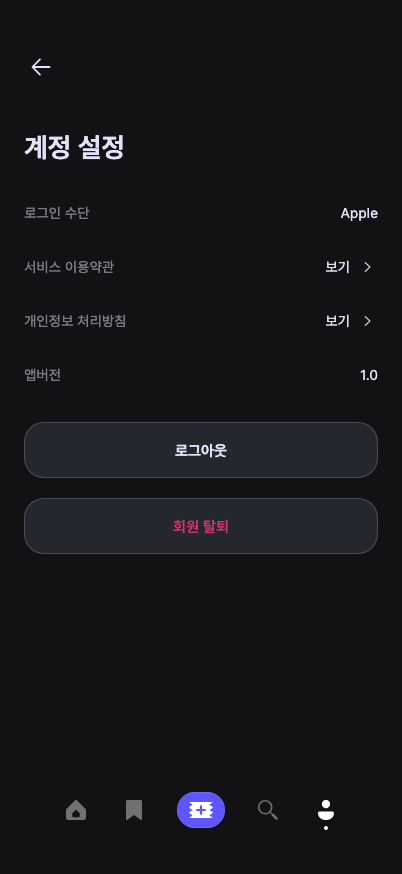 계정 설정
로그인 수단 Apple
서비스 이용약관 보기
개인정보 처리방침 보기
앱버전 1.0
로그아웃
회원 탈퇴